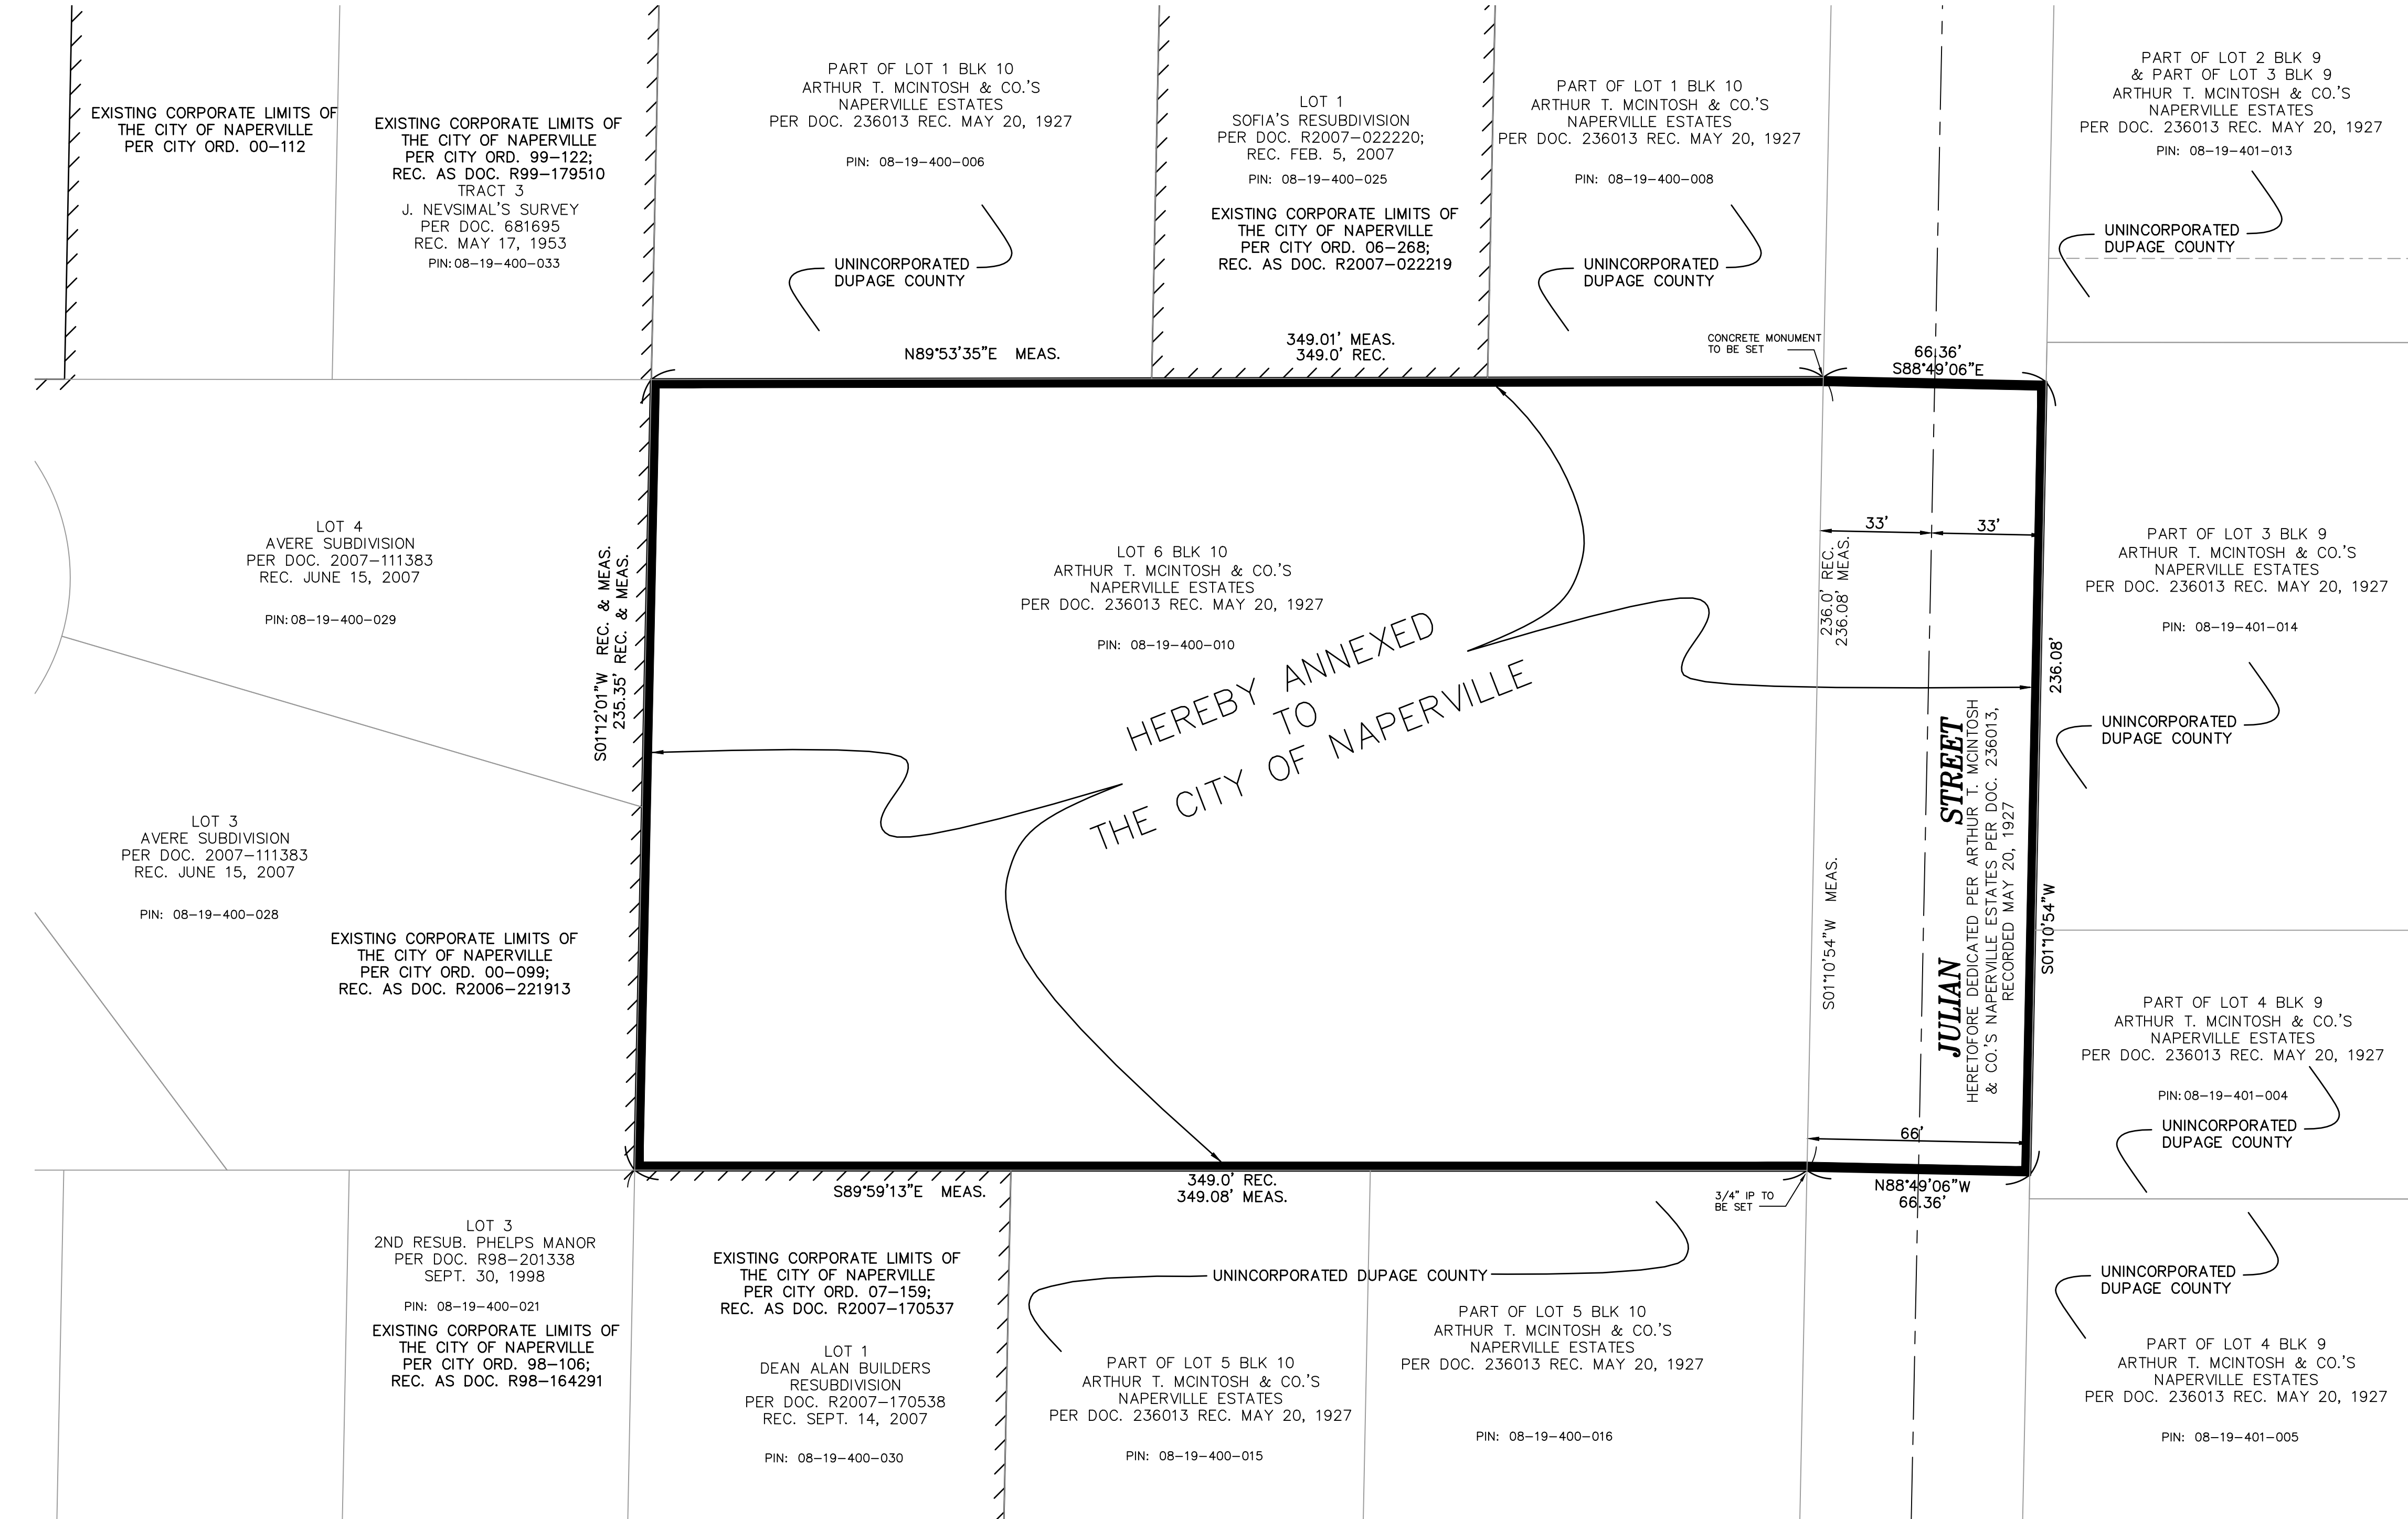 EXISTING CORPORATE LIMITS OF
THE CITY OF NAPERVILLE
PER CITY ORD. 00-112
EXISTING CORPORATE LIMITS OF
THE CITY OF NAPERVILLE
PER CITY ORD. 99-122;
REC. AS DOC. R99-179510
TRACT 3
J. NEVSIMAL'S SURVEY
PER DOC. 681695
REC. MAY 17, 1953
PIN: 08-19-400-033
PART OF LOT 1 BLK 10
ARTHUR T. MCINTOSH & CO.'S
NAPERVILLE ESTATES
PER DOC. 236013 REC. MAY 20, 1927
PIN: 08-19-400-006
UNINCORPORATED
DUPAGE COUNTY
LOT 1
SOFIA'S RESUBDIVISION
PER DOC. R2007-022220;
REC. FEB. 5, 2007
PIN: 08-19-400-025
EXISTING CORPORATE LIMITS OF
THE CITY OF NAPERVILLE
PER CITY ORD. 06-268;
REC. AS DOC. R2007-022219
PART OF LOT 1 BLK 10
ARTHUR T. MCINTOSH & CO.'S
NAPERVILLE ESTATES
PER DOC. 236013 REC. MAY 20, 1927
PIN: 08-19-400-008
UNINCORPORATED
DUPAGE COUNTY
PART OF LOT 2 BLK 9
& PART OF LOT 3 BLK 9
ARTHUR T. MCINTOSH & CO.'S
NAPERVILLE ESTATES
PER DOC. 236013 REC. MAY 20, 1927
PIN: 08-19-401-013
UNINCORPORATED
DUPAGE COUNTY
N89°53'35"E MEAS.
349.01' MEAS.
349.0' REC.
CONCRETE MONUMENT
TO BE SET
66.36'
S88°49'06"E
LOT 4
AVERE SUBDIVISION
PER DOC. 2007-111383
REC. JUNE 15, 2007
PIN: 08-19-400-029
S01°12'01"W REC. & MEAS.
235.35' REC. & MEAS.
LOT 6 BLK 10
ARTHUR T. MCINTOSH & CO.'S
NAPERVILLE ESTATES
PER DOC. 236013 REC. MAY 20, 1927
PIN: 08-19-400-010
HEREBY ANNEXED
TO
THE CITY OF NAPERVILLE
33'
33'
236.0' REC.
236.08' MEAS.
S01°10'54"W MEAS.
JULIAN STREET
HERETOFORE DEDICATED PER ARTHUR T. MCINTOSH
& CO.'S NAPERVILLE ESTATES PER DOC. 236013,
RECORDED MAY 20, 1927
236.08'
S01°10'54"W
66'
PART OF LOT 3 BLK 9
ARTHUR T. MCINTOSH & CO.'S
NAPERVILLE ESTATES
PER DOC. 236013 REC. MAY 20, 1927
PIN: 08-19-401-014
UNINCORPORATED
DUPAGE COUNTY
LOT 3
AVERE SUBDIVISION
PER DOC. 2007-111383
REC. JUNE 15, 2007
PIN: 08-19-400-028
EXISTING CORPORATE LIMITS OF
THE CITY OF NAPERVILLE
PER CITY ORD. 00-099;
REC. AS DOC. R2006-221913
PART OF LOT 4 BLK 9
ARTHUR T. MCINTOSH & CO.'S
NAPERVILLE ESTATES
PER DOC. 236013 REC. MAY 20, 1927
PIN: 08-19-401-004
UNINCORPORATED
DUPAGE COUNTY
S89°59'13"E MEAS.
349.0' REC.
349.08' MEAS.
3/4" IP TO
BE SET
N88°49'06"W
66.36'
LOT 3
2ND RESUB. PHELPS MANOR
PER DOC. R98-201338
SEPT. 30, 1998
PIN: 08-19-400-021
EXISTING CORPORATE LIMITS OF
THE CITY OF NAPERVILLE
PER CITY ORD. 98-106;
REC. AS DOC. R98-164291
EXISTING CORPORATE LIMITS OF
THE CITY OF NAPERVILLE
PER CITY ORD. 07-159;
REC. AS DOC. R2007-170537
LOT 1
DEAN ALAN BUILDERS
RESUBDIVISION
PER DOC. R2007-170538
REC. SEPT. 14, 2007
PIN: 08-19-400-030
UNINCORPORATED DUPAGE COUNTY
PART OF LOT 5 BLK 10
ARTHUR T. MCINTOSH & CO.'S
NAPERVILLE ESTATES
PER DOC. 236013 REC. MAY 20, 1927
PIN: 08-19-400-015
PART OF LOT 5 BLK 10
ARTHUR T. MCINTOSH & CO.'S
NAPERVILLE ESTATES
PER DOC. 236013 REC. MAY 20, 1927
PIN: 08-19-400-016
UNINCORPORATED
DUPAGE COUNTY
PART OF LOT 4 BLK 9
ARTHUR T. MCINTOSH & CO.'S
NAPERVILLE ESTATES
PER DOC. 236013 REC. MAY 20, 1927
PIN: 08-19-401-005